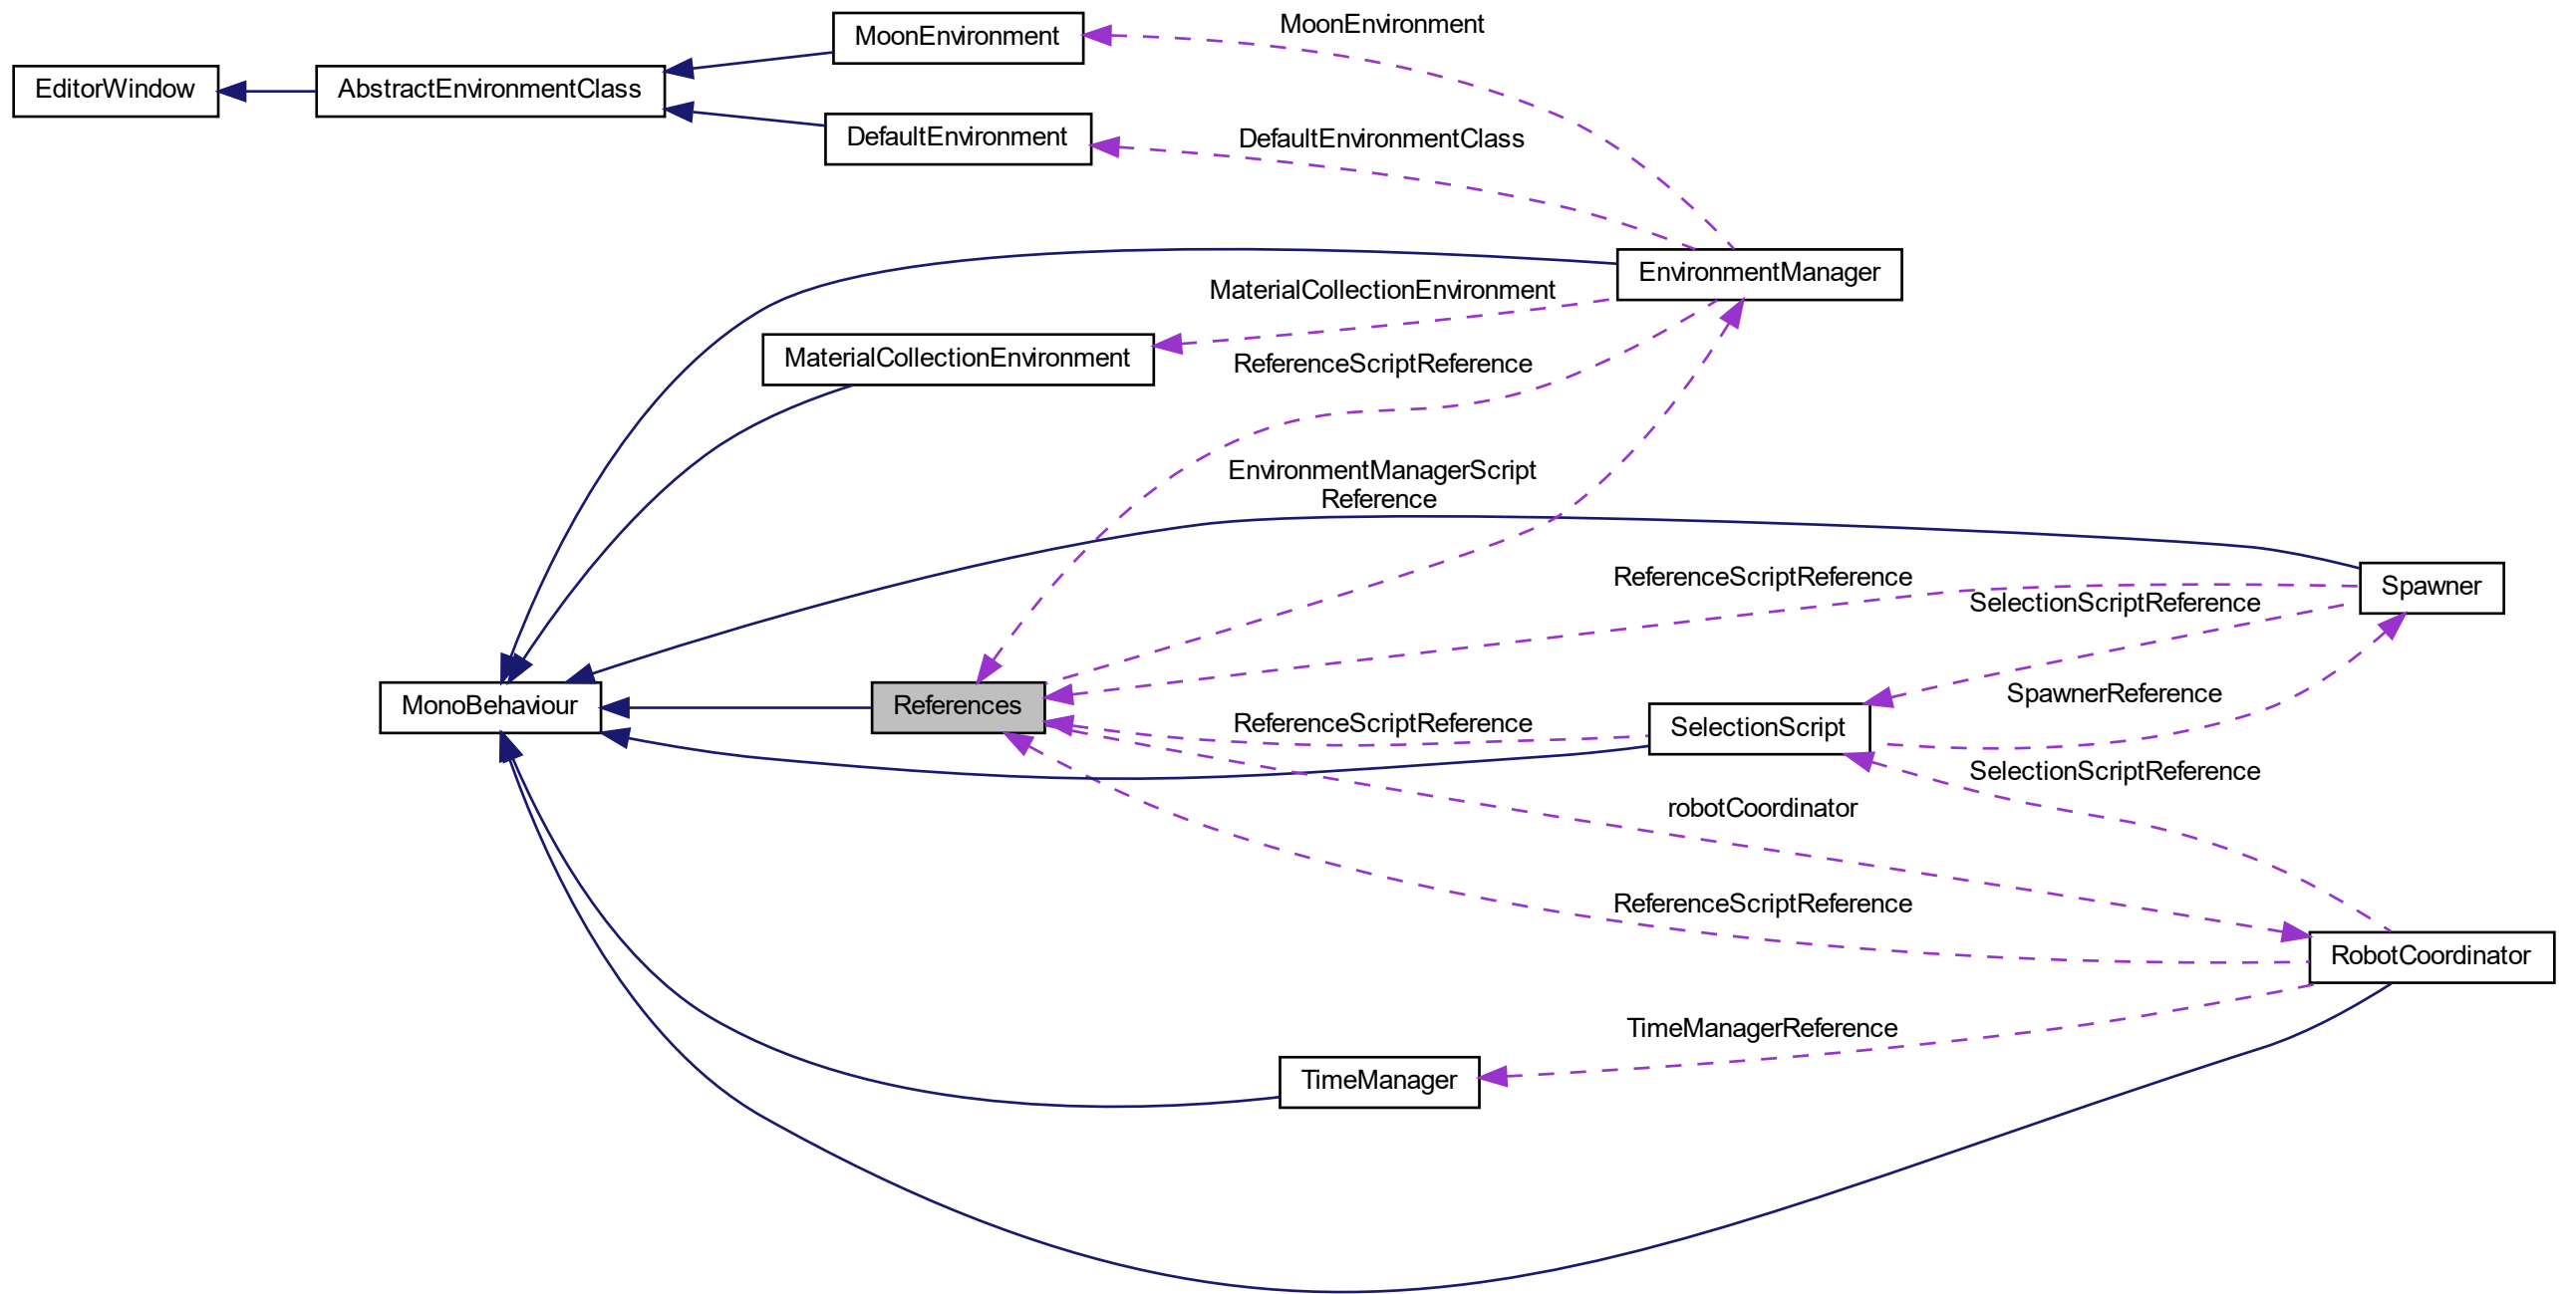 MoonEnvironment
MoonEnvironment
EditorWindow
AbstractEnvironmentClass
DefaultEnvironment
DefaultEnvironmentClass
EnvironmentManager
MaterialCollectionEnvironment
MaterialCollectionEnvironment
ReferenceScriptReference
EnvironmentManagerScript
Reference
ReferenceScriptReference
Spawner
SelectionScriptReference
SpawnerReference
MonoBehaviour
References
ReferenceScriptReference
SelectionScript
SelectionScriptReference
robotCoordinator
ReferenceScriptReference
RobotCoordinator
TimeManagerReference
TimeManager